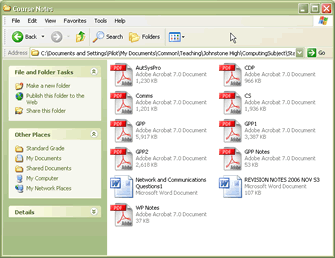 Course Notes
File Edit View Favorites Tools Help
Back Search Folders
Address C:\Documents and Settings\Pilot\My Documents\Common\Teaching\Johnstone High\ComputingSubject\Sta Go
File and Folder Tasks
Make a new folder
Publish this folder to the Web
Share this folder
Other Places
Standard Grade
My Documents
Shared Documents
My Computer
My Network Places
Details
AutSysPro
Adobe Acrobat 7.0 Document
1,230 KB
CDP
Adobe Acrobat 7.0 Document
966 KB
Comms
Adobe Acrobat 7.0 Document
1,201 KB
CS
Adobe Acrobat 7.0 Document
1,936 KB
GPP
Adobe Acrobat 7.0 Document
5,917 KB
GPP1
Adobe Acrobat 7.0 Document
3,387 KB
GPP2
Adobe Acrobat 7.0 Document
2,618 KB
GPP Notes
Adobe Acrobat 7.0 Document
53 KB
Network and Communications
Questions1
Microsoft Word Document
REVISION NOTES 2006 NOV 53
Microsoft Word Document
107 KB
WP Notes
Adobe Acrobat 7.0 Document
37 KB